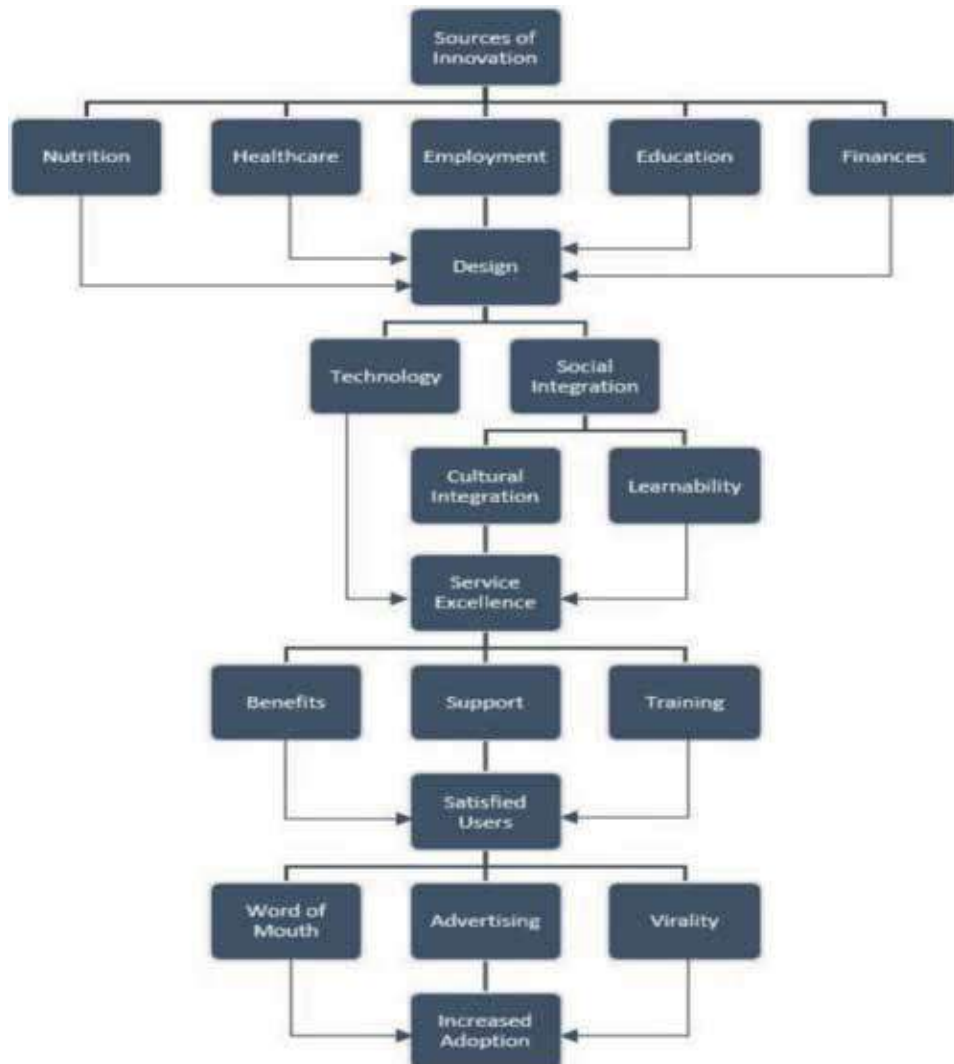 Sources of
Innovation
Nutrition
Healthcare
Employment
Education
Finances
Design
Technology
Social
Integration
Cultural
Integration
Learnability
Service
Excellence
Benefits
Support
Training
Satisfied
Users
Word of
Mouth
Advertising
Virality
Increased
Adoption